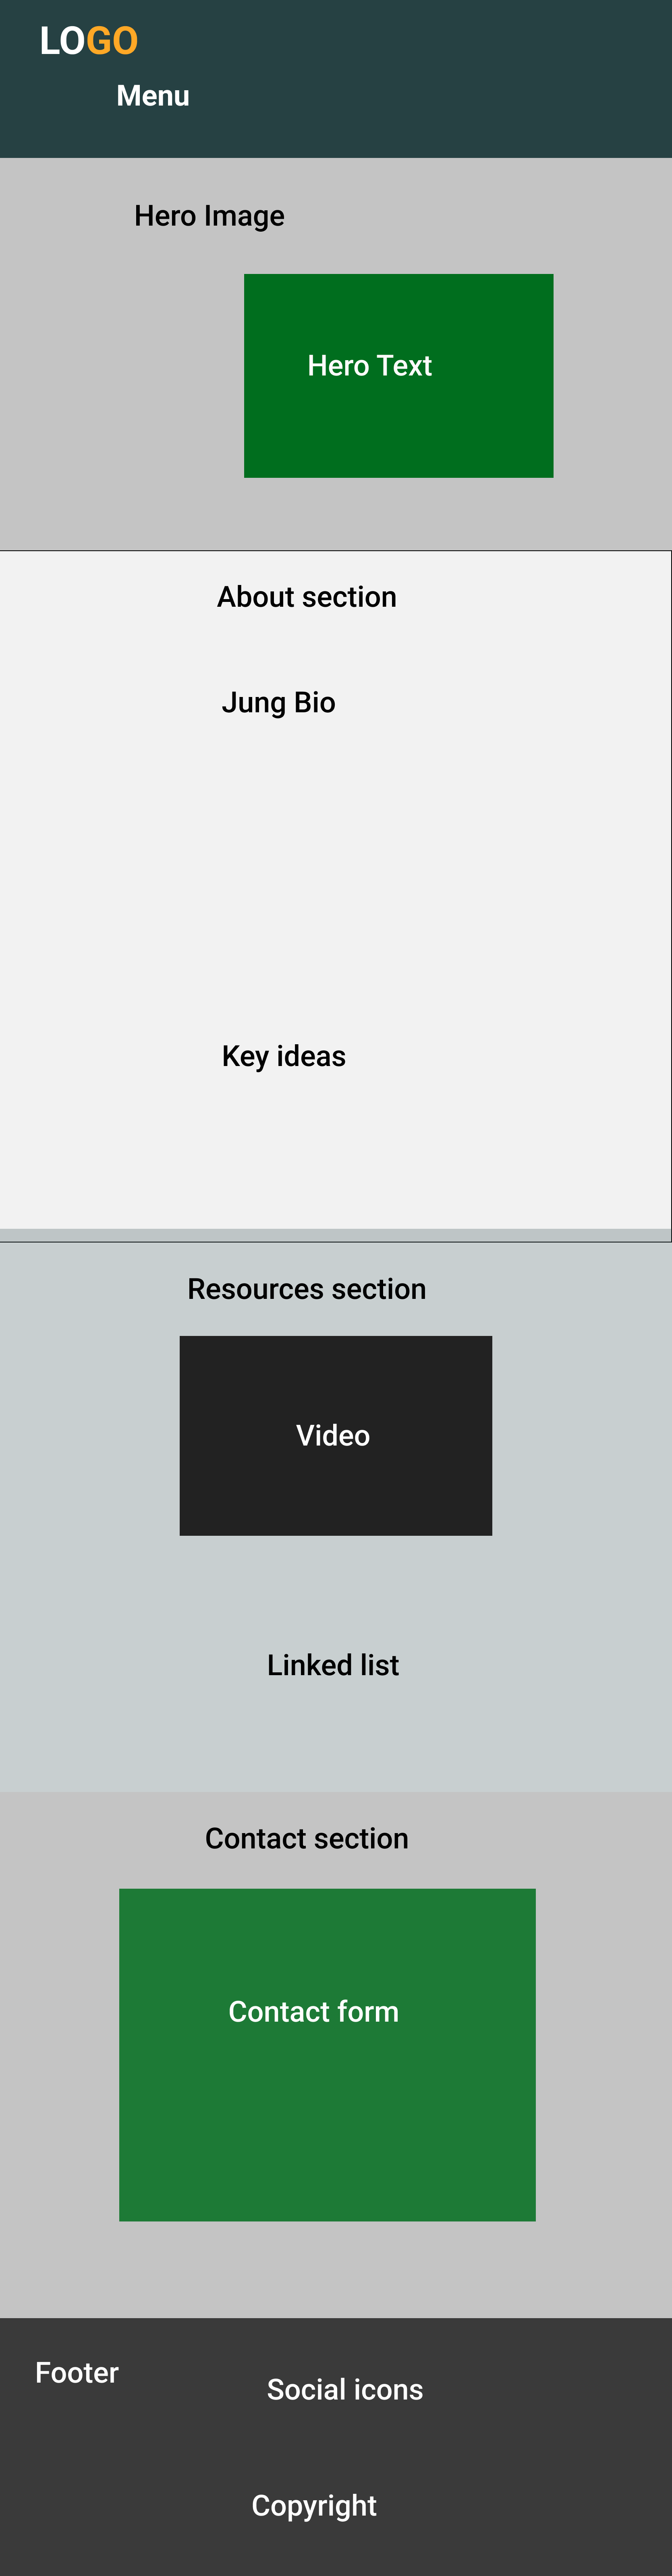 LOGO
Menu
Hero Image
Hero Text
About section
Jung Bio
Key ideas
Resources section
Video
Linked list
Contact section
Contact form
Footer
Social icons
Copyright